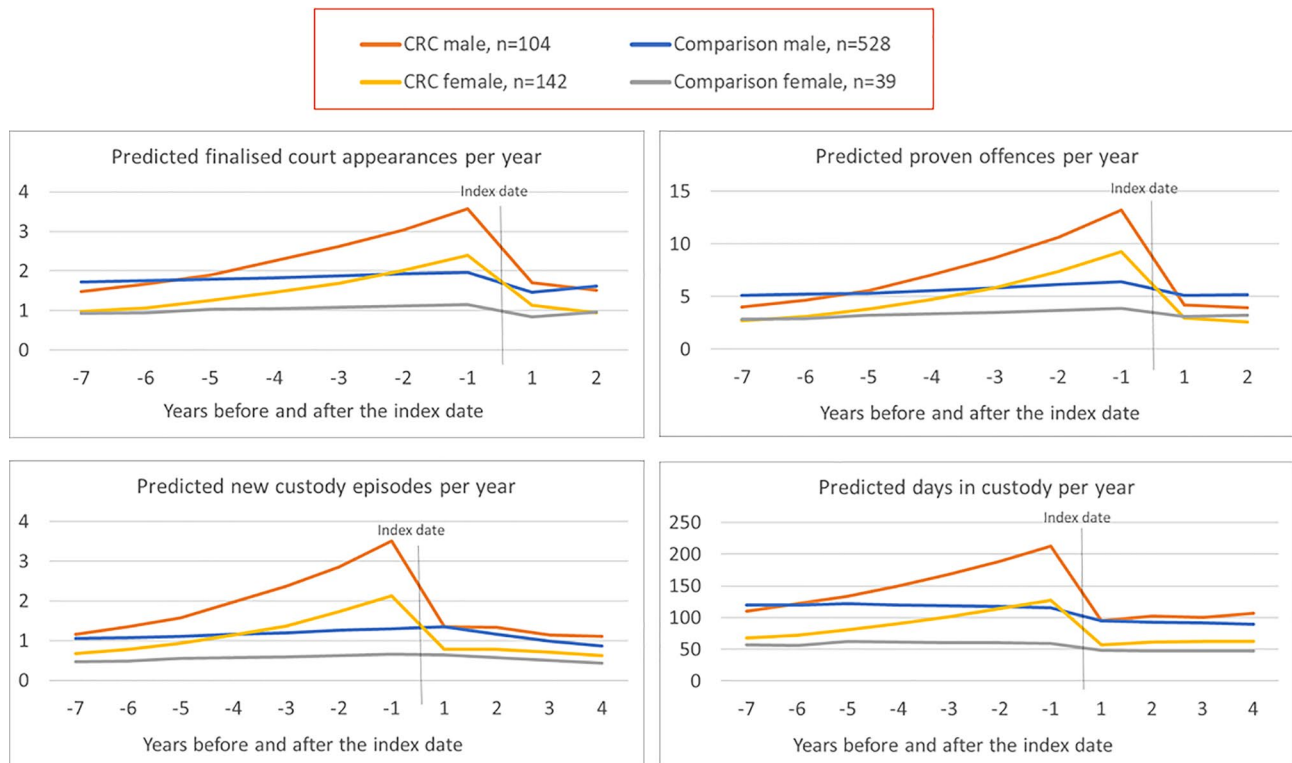 CRC male, n=104
Comparison male, n=528
CRC female, n=142
Comparison female, n=39
Predicted finalised court appearances per year
4
3
2
1
0
Index date
-7 -6 -5 -4 -3 -2 -1 1 2
Years before and after the index date
Predicted proven offences per year
15
10
5
0
Index date
-7 -6 -5 -4 -3 -2 -1 1 2
Years before and after the index date
Predicted new custody episodes per year
4
3
2
1
0
Index date
-7 -6 -5 -4 -3 -2 -1 1 2 3 4
Years before and after the index date
Predicted days in custody per year
250
200
150
100
50
0
Index date
-7 -6 -5 -4 -3 -2 -1 1 2 3 4
Years before and after the index date